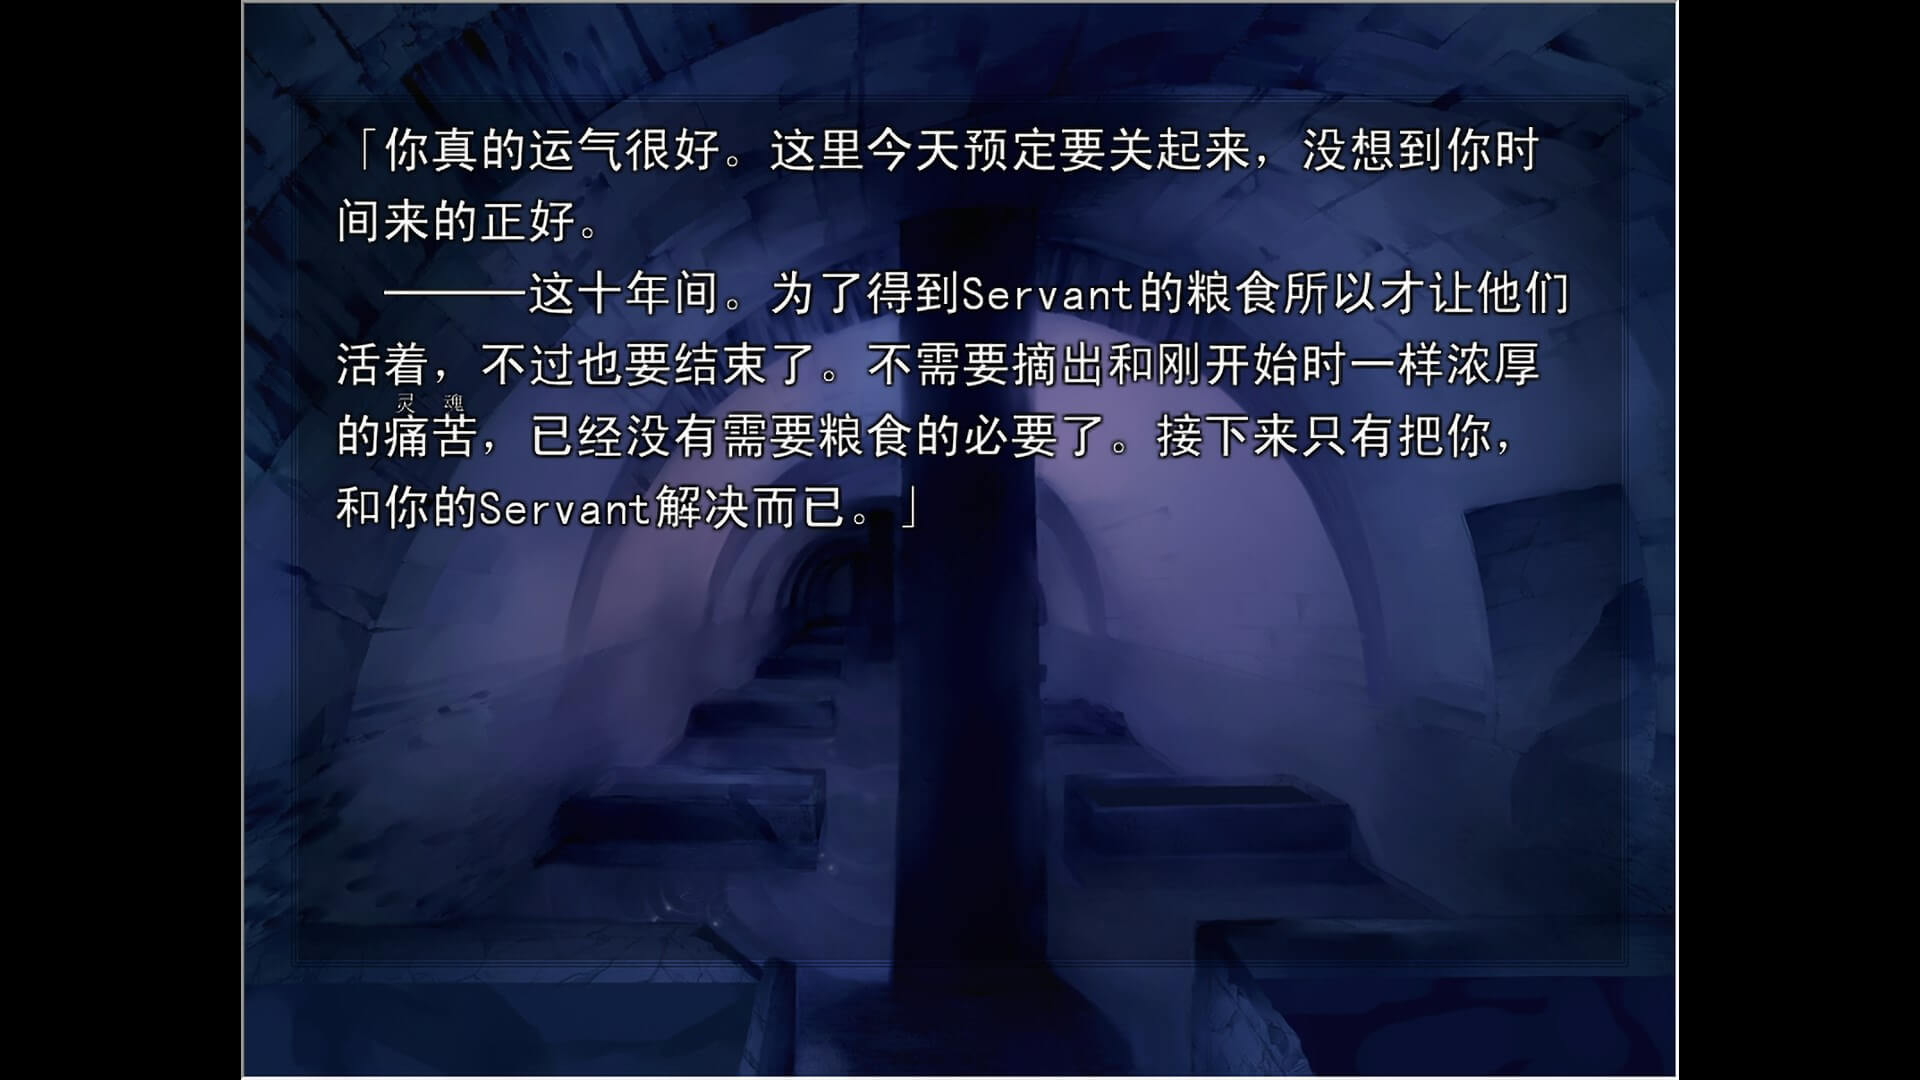 「你真的运气很好。这里今天预定要关起来，没想到你时
间来的正好。
———这十年间。为了得到Servant的粮食所以才让他们
活着，不过也要结束了。不需要摘出和刚开始时一样浓厚
灵魂
的痛苦，已经没有需要粮食的必要了。接下来只有把你，
和你的Servant解决而已。」